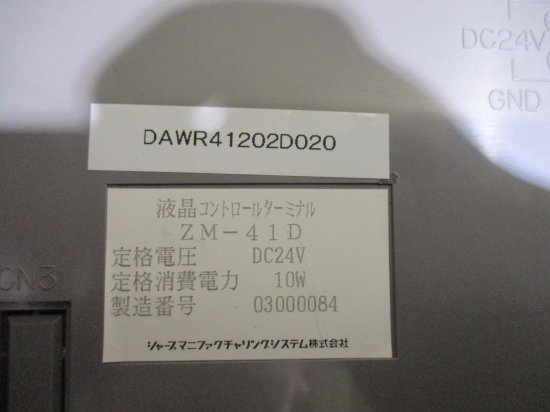 DC24V
GND
DAWR41202D020
液晶コントロールターミナル
ZM-41D
定格電圧 DC24V
定格消費電力 10W
製造番号 03000084
シャープマニファクチャリングシステム株式会社
CN3